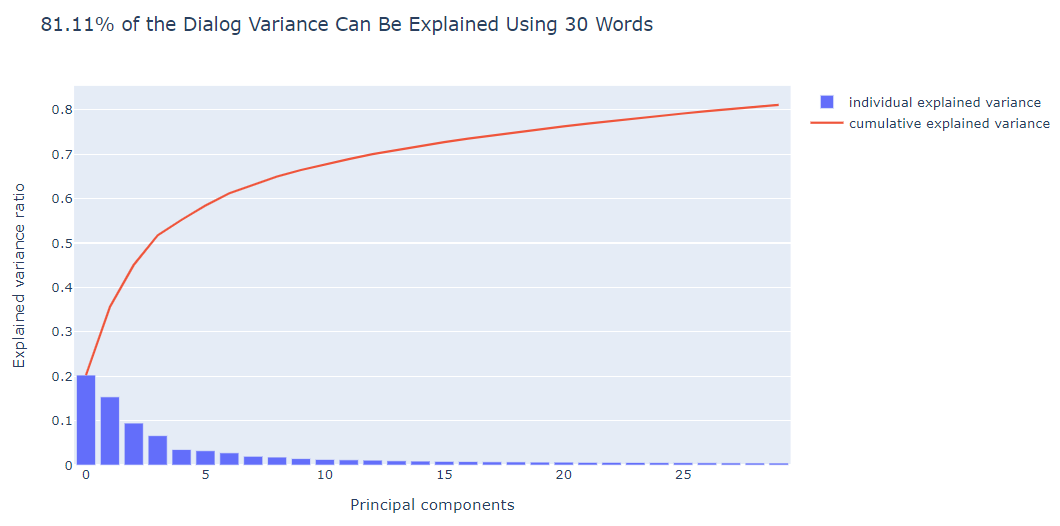 81.11% of the Dialog Variance Can Be Explained Using 30 Words
individual explained variance
cumulative explained variance
Explained variance ratio
0.8
0.7
0.6
0.5
0.4
0.3
0.2
0.1
0
0 5 10 15 20 25
Principal components